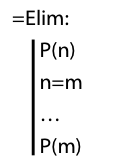 =Elim:
P(n)
n=m
…
P(m)